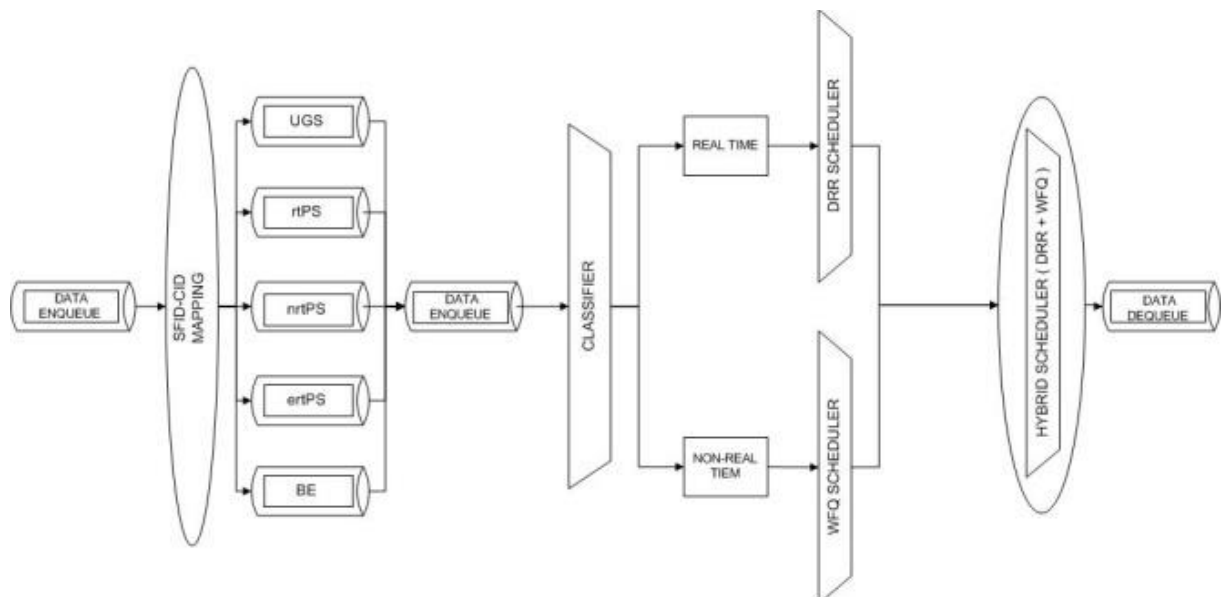 DATA
ENQUEUE
SFID-CID
MAPPING
UGS
rtPS
nrtPS
ertPS
BE
DATA
ENQUEUE
CLASSIFIER
REAL TIME
NON-REAL
TIEM
DRR SCHEDULER
WFQ SCHEDULER
HYBRID SCHEDULER ( DRR + WFQ )
DATA
DEQUEUE